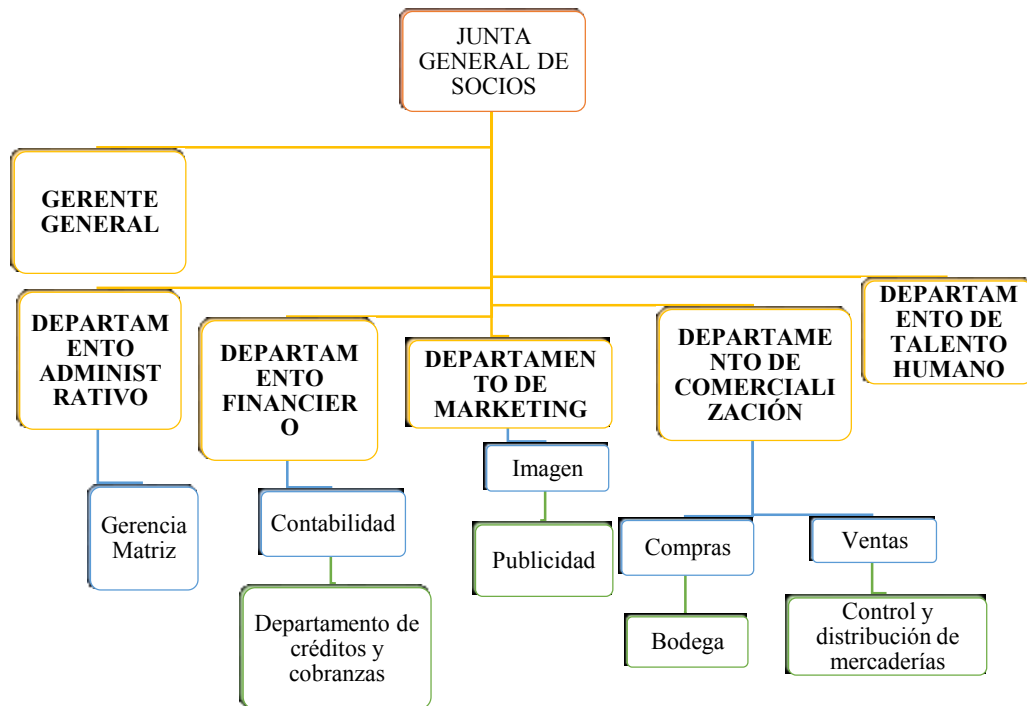 JUNTA
GENERAL DE
SOCIOS
GERENTE
GENERAL
DEPARTAM
ENTO
ADMINIST
RATIVO
DEPARTAM
ENTO
FINANCIER
O
DEPARTAMEN
TO DE
MARKETING
DEPARTAME
NTO DE
COMERCIALI
ZACIÓN
DEPARTAM
ENTO DE
TALENTO
HUMANO
Gerencia
Matriz
Contabilidad
Departamento de
créditos y
cobranzas
Imagen
Publicidad
Compras
Bodega
Ventas
Control y
distribución de
mercaderías